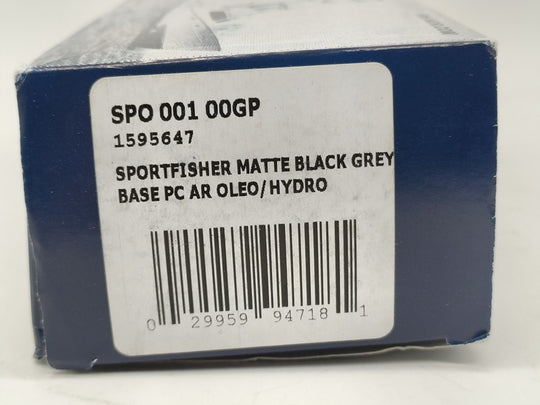 SPO 001 00GP
1595647
SPORTFISHER MATTE BLACK GREY
BASE PC AR OLEO/HYDRO
0 29959 94718 1